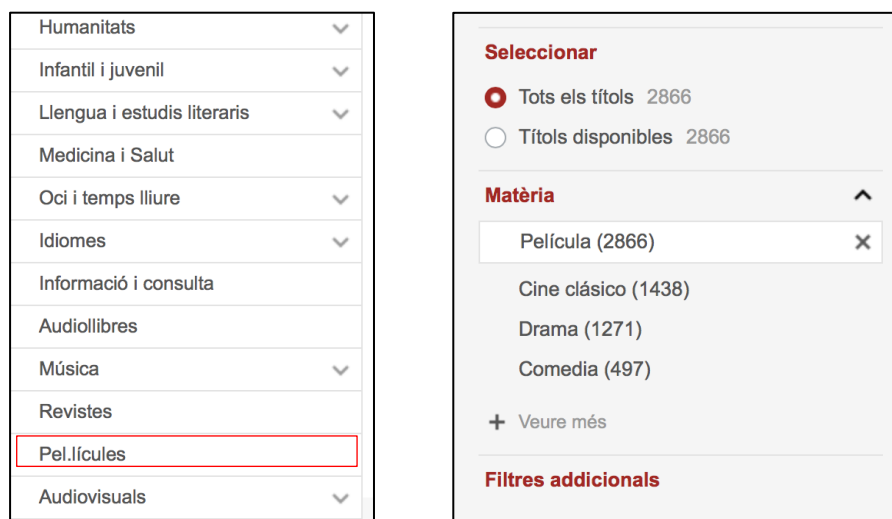 Humanitats
Infantil i juvenil
Llengua i estudis literaris
Medicina i Salut
Oci i temps lliure
Idiomes
Informació i consulta
Audiollibres
Música
Revistes
Pel.lícules
Audiovisuals
Seleccionar
Tots els títols 2866
Títols disponibles 2866
Matèria
Película (2866)
Cine clásico (1438)
Drama (1271)
Comedia (497)
+ Veure més
Filtres addicionals